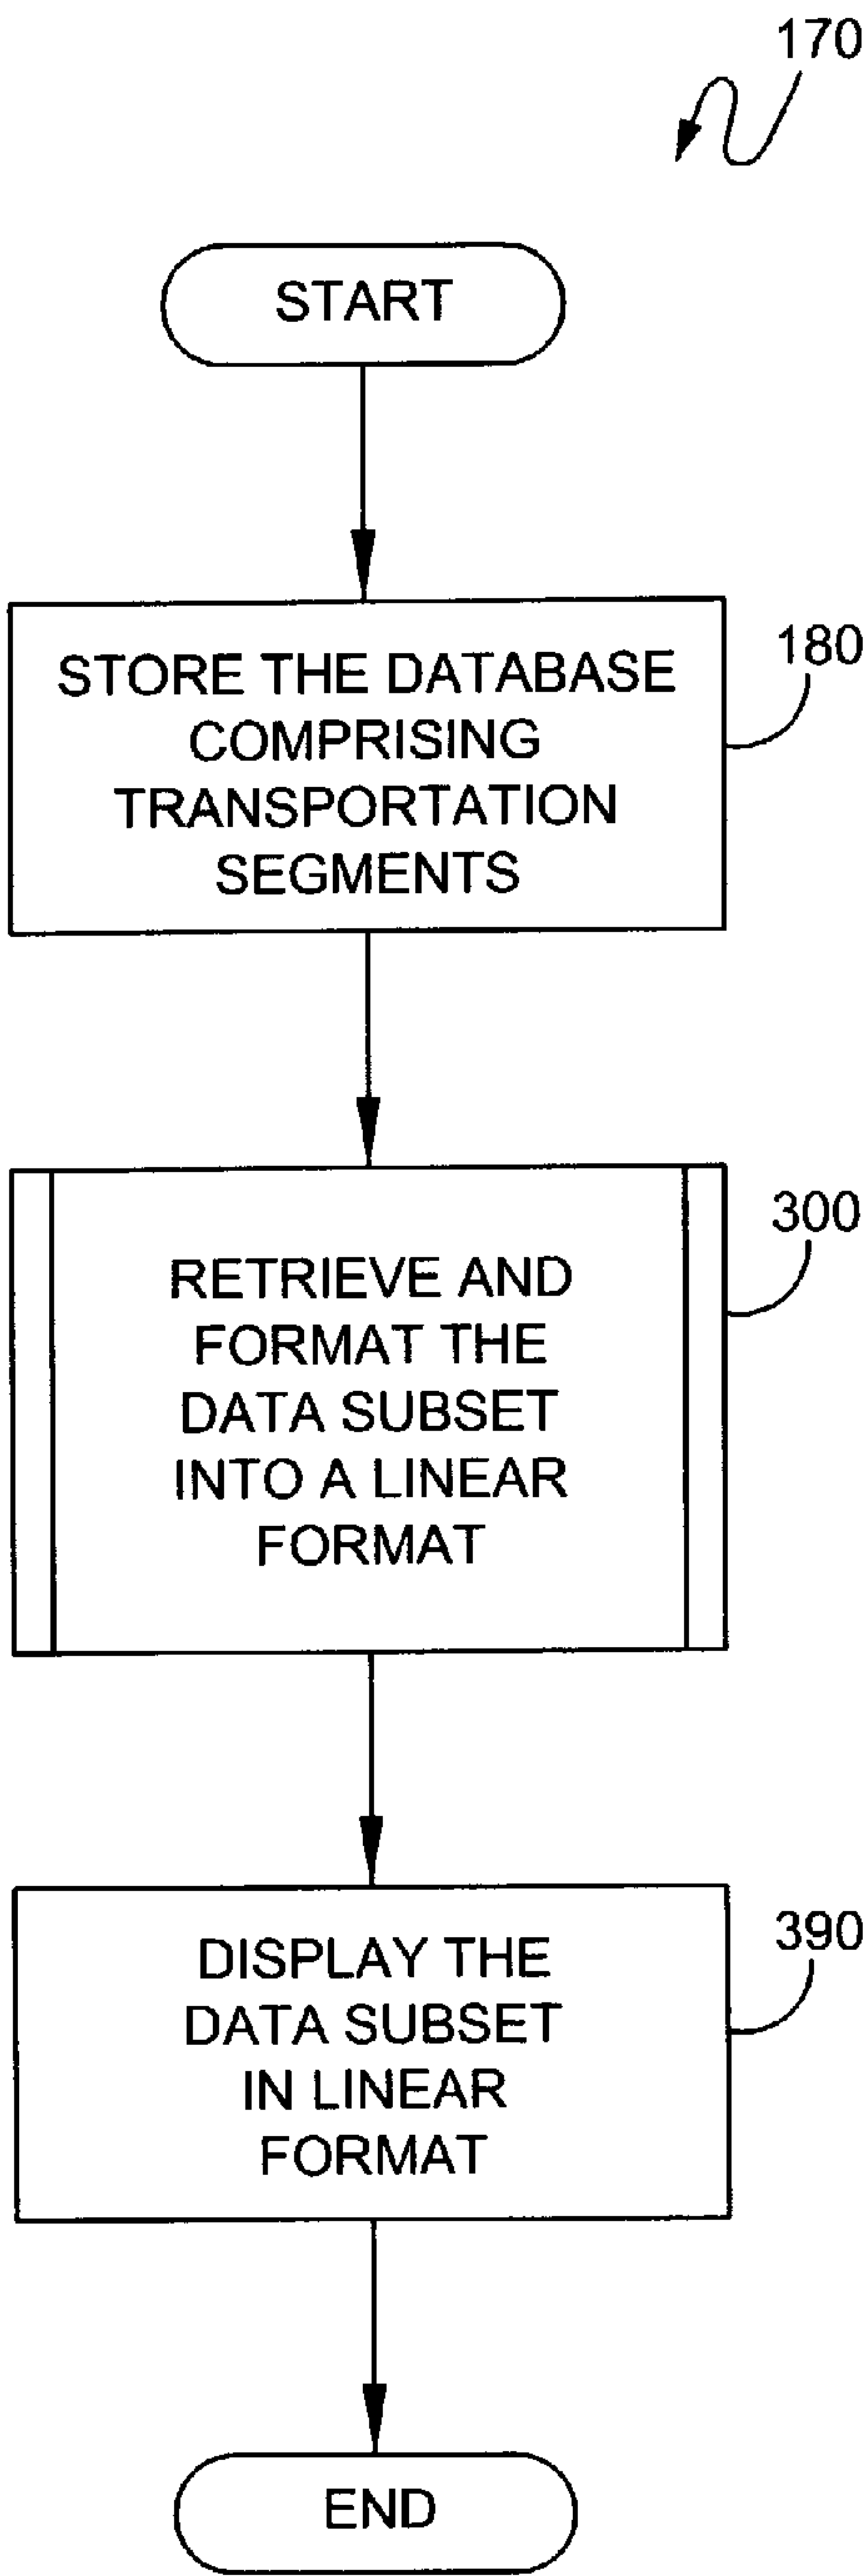 170
START
STORE THE DATABASE
COMPRISING
TRANSPORTATION
SEGMENTS
180
RETRIEVE AND
FORMAT THE
DATA SUBSET
INTO A LINEAR
FORMAT
300
DISPLAY THE
DATA SUBSET
IN LINEAR
FORMAT
390
END